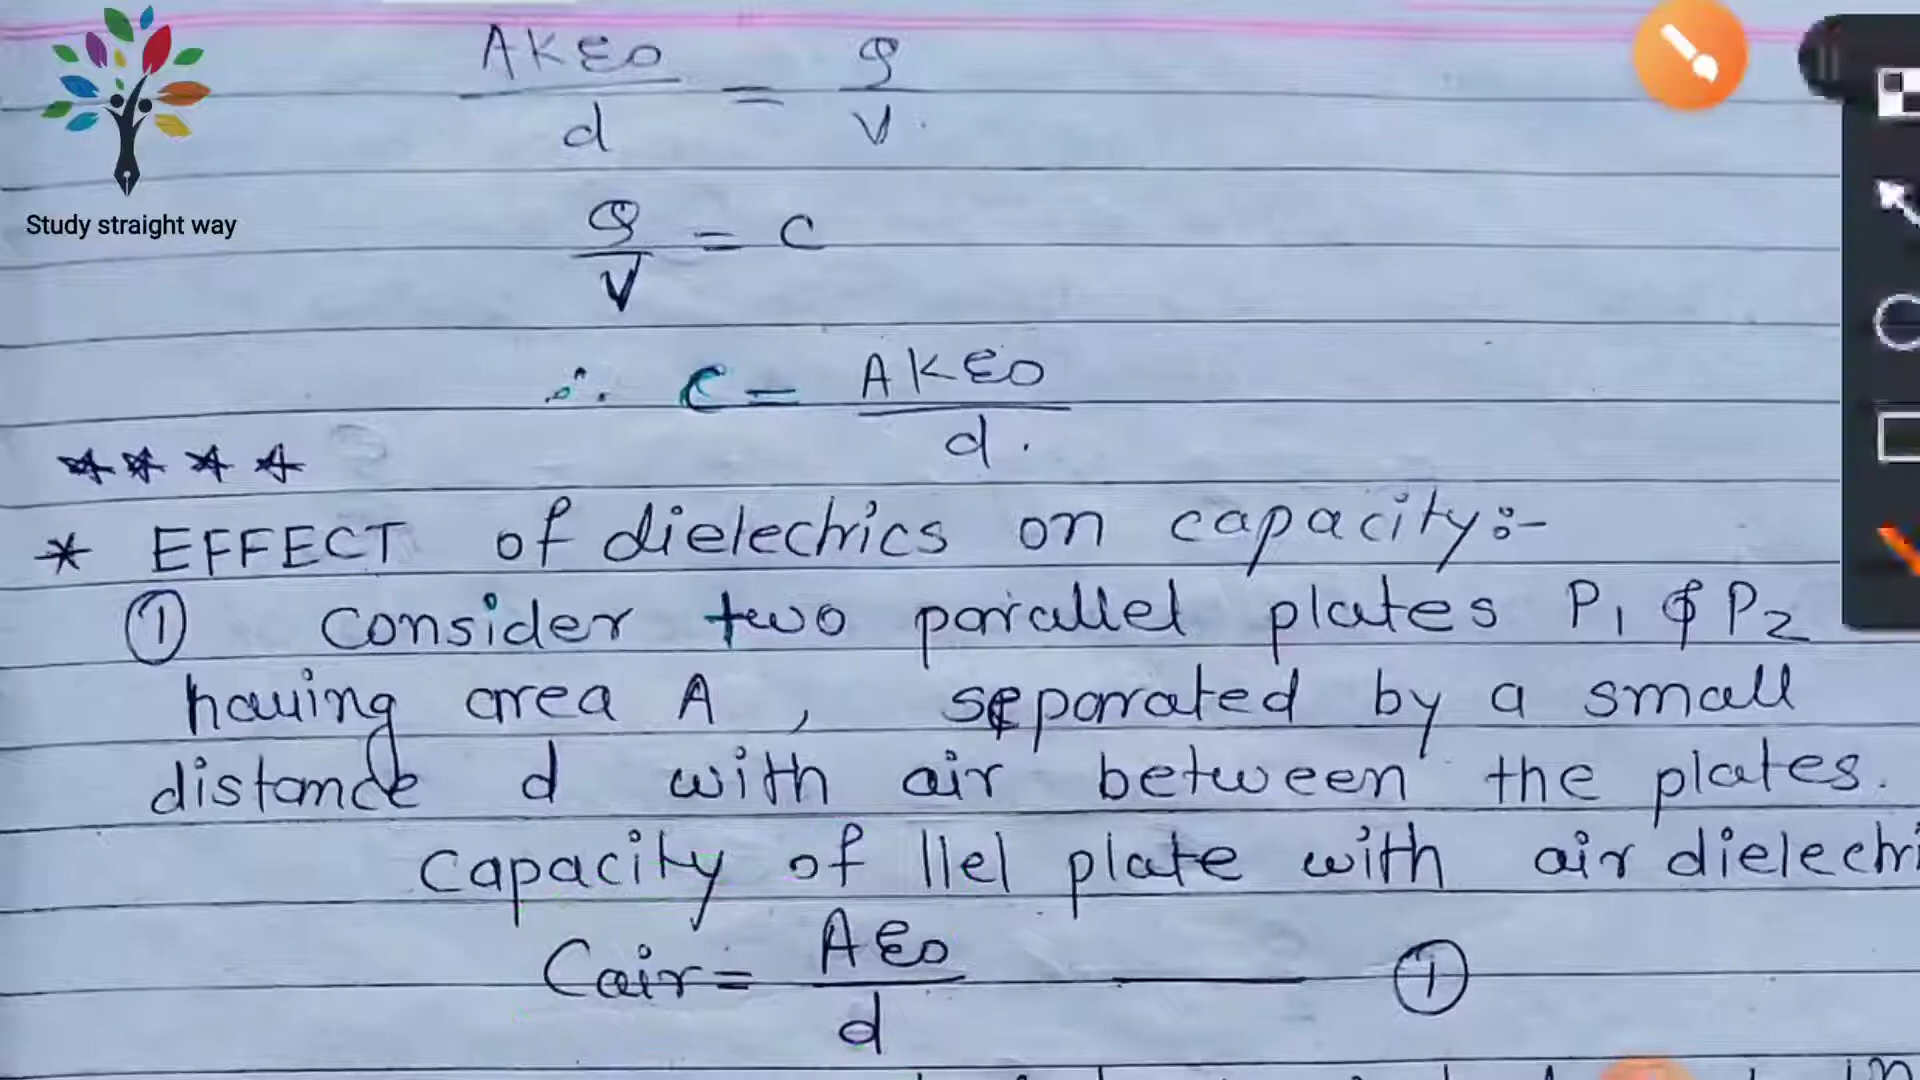 AKε0/d = Q/V.
Study straight way
Q/V = C
∴ C = AKε0/d.
* EFFECT of dielectrics on capacity:-
① Consider two parallel plates P1 & P2
having area A, separated by a small
distance d with air between the plates.
Capacity of llel plate with air dielectri
Cair = Aε0/d —— ①